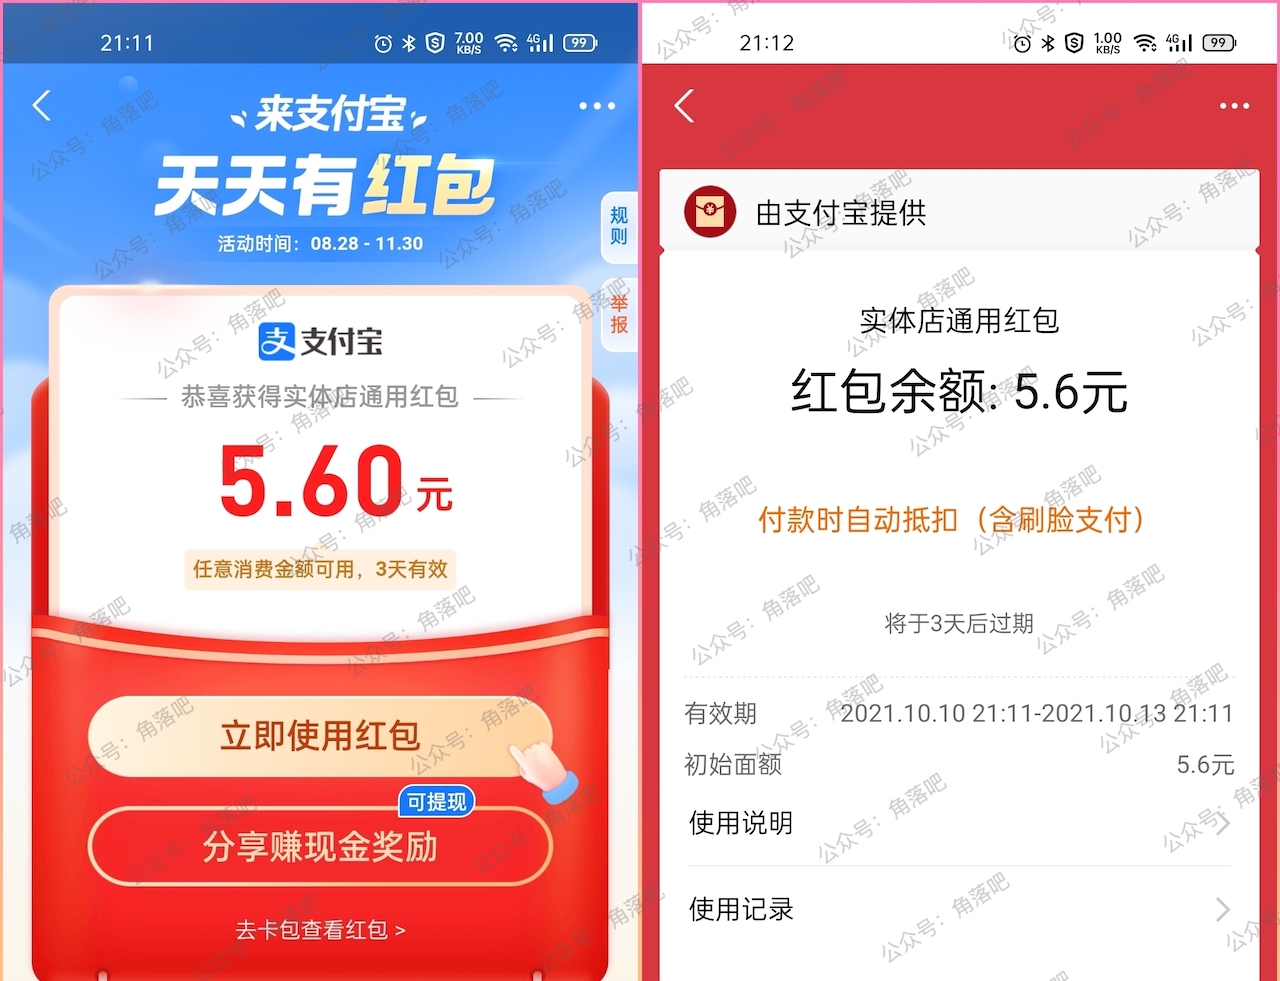 21:11
7.00
KB/S
4G
99
来支付宝
天天有红包
活动时间：08.28 - 11.30
规则
举报
支 支付宝
恭喜获得实体店通用红包
5.60元
任意消费金额可用，3天有效
立即使用红包
可提现
分享赚现金奖励
去卡包查看红包 >
21:12
1.00
KB/S
4G
99
由支付宝提供
实体店通用红包
红包余额: 5.6元
付款时自动抵扣（含刷脸支付）
将于3天后过期
有效期 2021.10.10 21:11-2021.10.13 21:11
初始面额 5.6元
使用说明
使用记录
公众号：角落吧